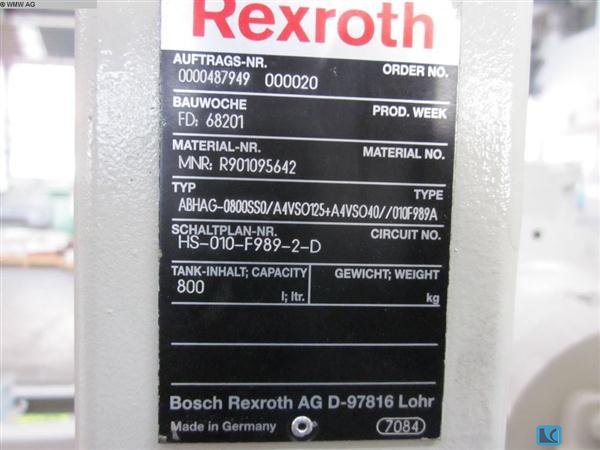 © WMW AG
Rexroth
AUFTRAGS-NR. ORDER NO.
0000487949 000020
BAUWOCHE PROD. WEEK
FD: 68201
MATERIAL-NR. MATERIAL NO.
MNR: R901095642
TYP TYPE
ABHAG-0800SS0/A4VSO125+A4VSO40//010F989A
SCHALTPLAN-NR. CIRCUIT NO.
HS-010-F989-2-D
TANK-INHALT; CAPACITY GEWICHT; WEIGHT
800 l; ltr. kg
Bosch Rexroth AG D-97816 Lohr
Made in Germany 7084